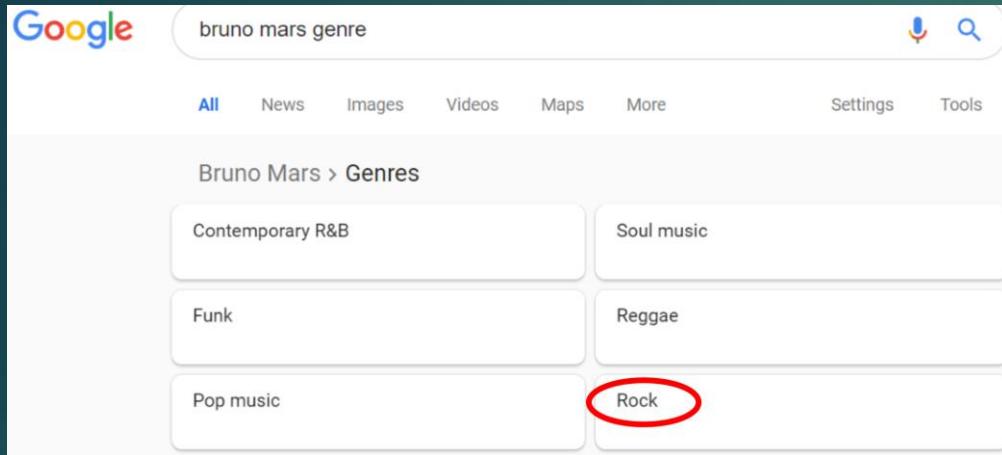 Google bruno mars genre
All News Images Videos Maps More Settings Tools
Bruno Mars > Genres
Contemporary R&B Soul music
Funk Reggae
Pop music Rock